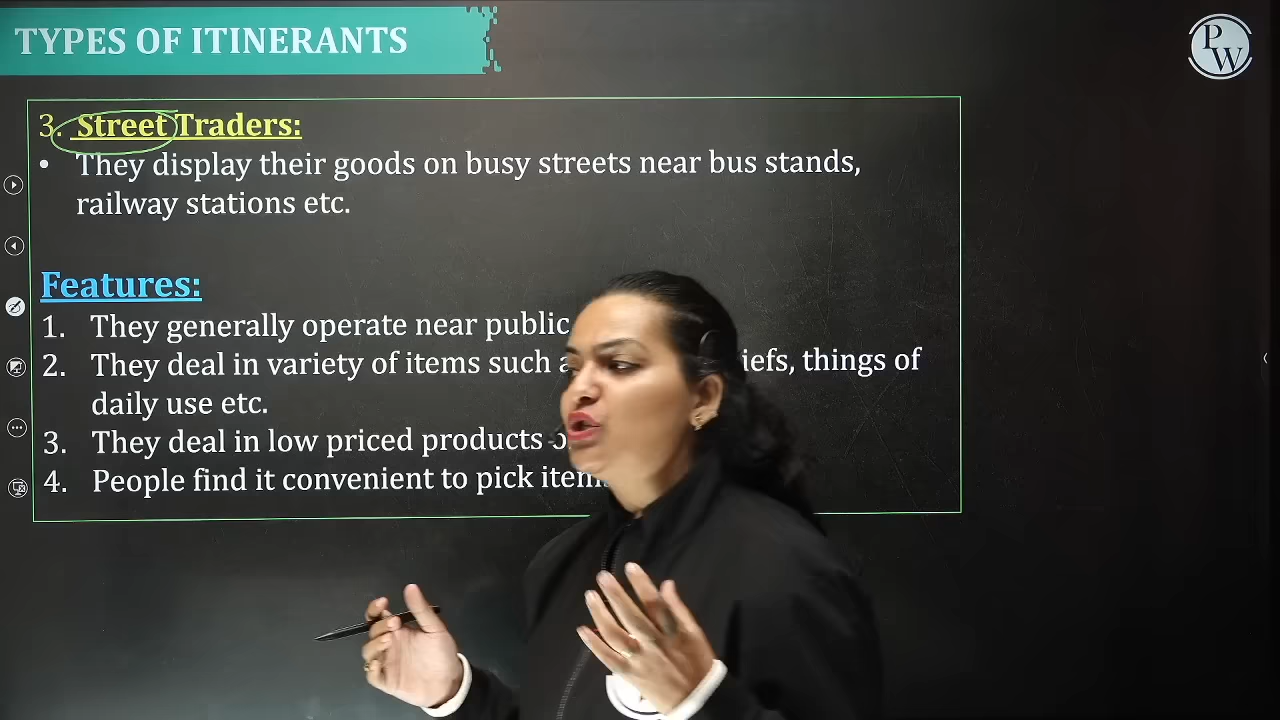 TYPES OF ITINERANTS
PW
3. Street Traders:
• They display their goods on busy streets near bus stands,
railway stations etc.
Features:
1. They generally operate near public
2. They deal in variety of items such things of
daily use etc.
3. They deal in low priced products
4. People find it convenient to pick